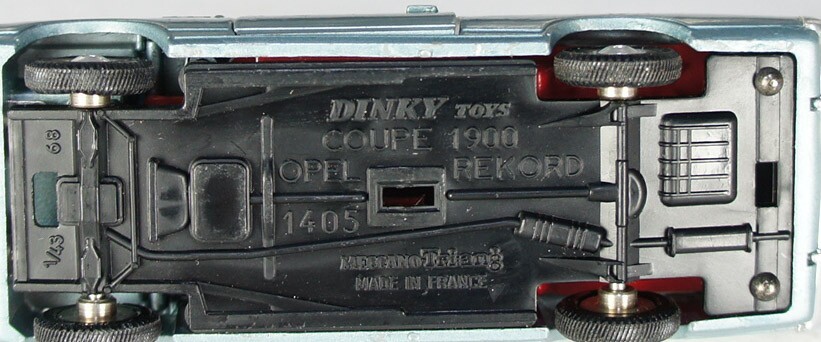 DINKY TOYS
COUPE 1900
OPEL REKORD
1405
MECCANO Triang
MADE IN FRANCE
68
1/43